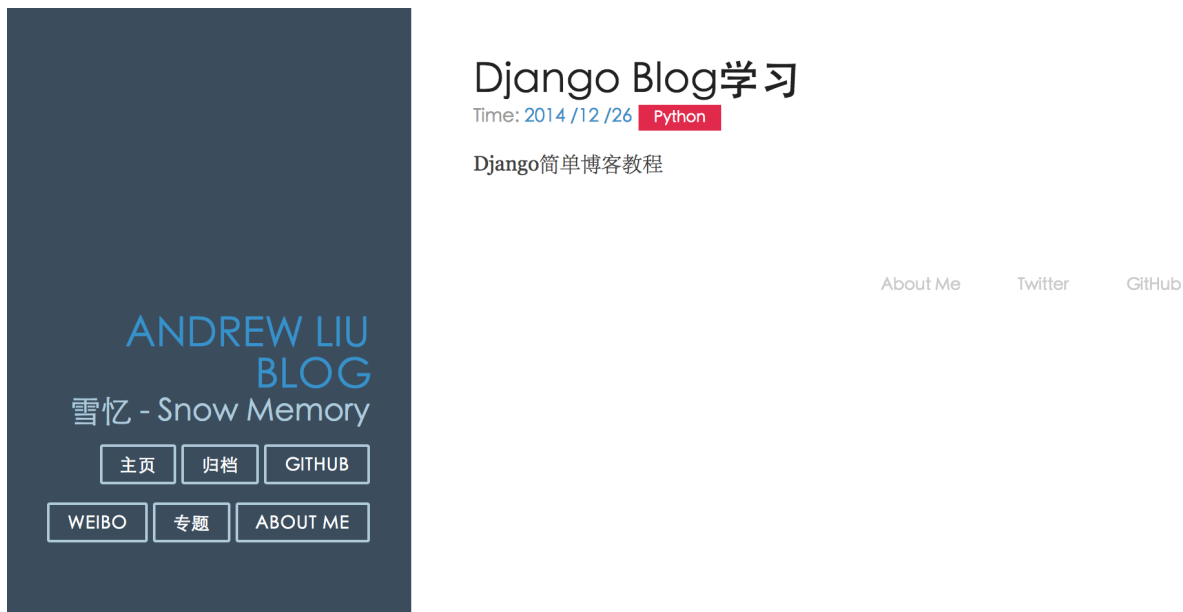 ANDREW LIU
BLOG
雪忆 - Snow Memory
主页 归档 GITHUB
WEIBO 专题 ABOUT ME
Django Blog学习
Time: 2014 /12 /26 Python
Django简单博客教程
About Me Twitter GitHub